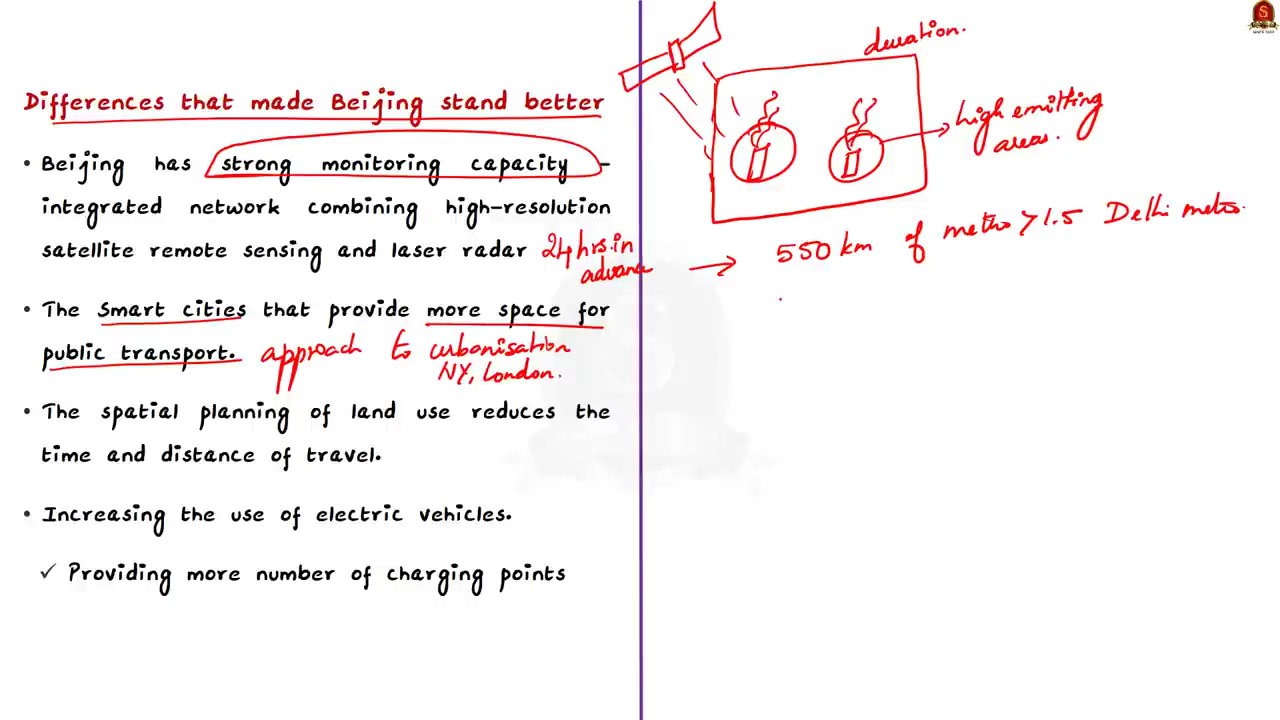 Differences that made Beijing stand better
• Beijing has strong monitoring capacity -
integrated network combining high-resolution
satellite remote sensing and laser radar 24 hrs. in
advance
• The Smart cities that provide more space for
public transport. approach to urbanisation
NY, London.
• The spatial planning of land use reduces the
time and distance of travel.
• Increasing the use of electric vehicles.
✓ Providing more number of charging points
duration.
high emitting
areas.
→ 550 km of metro > 1.5 Delhi metro.
S